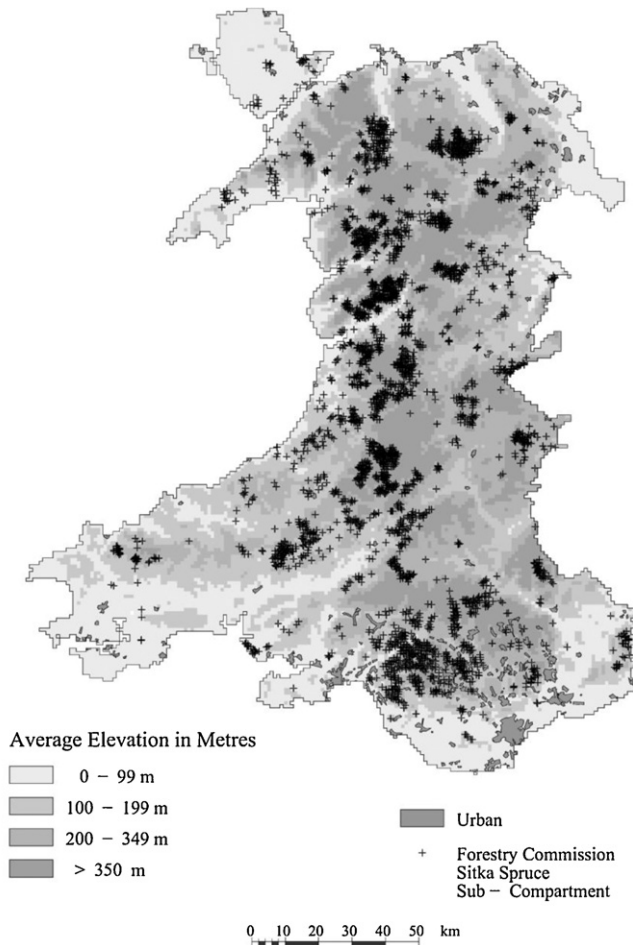 Average Elevation in Metres
0 – 99 m
100 – 199 m
200 – 349 m
> 350 m
Urban
Forestry Commission
Sitka Spruce
Sub – Compartment
0 10 20 30 40 50 km